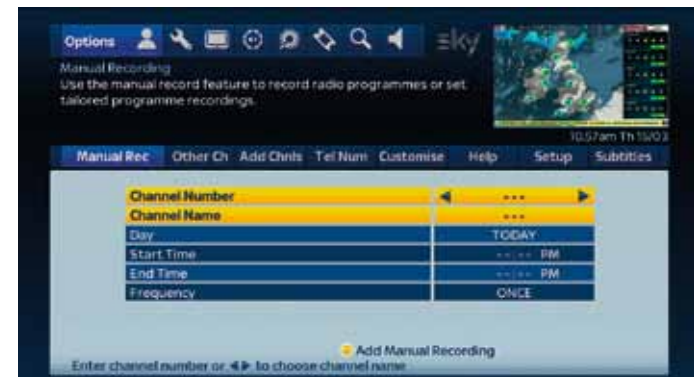 Options
sky
Manual Recording
Use the manual record feature to record radio programmes or set
tailored programme recordings.
10.57am Th 15/03
Manual Rec Other Ch Add Chnls Tel Num Customise Help Setup Subtitles
Channel Number ---
Channel Name ---
Day TODAY
Start Time --:-- PM
End Time --:-- PM
Frequency ONCE
Add Manual Recording
Enter channel number or ◀▶ to choose channel name